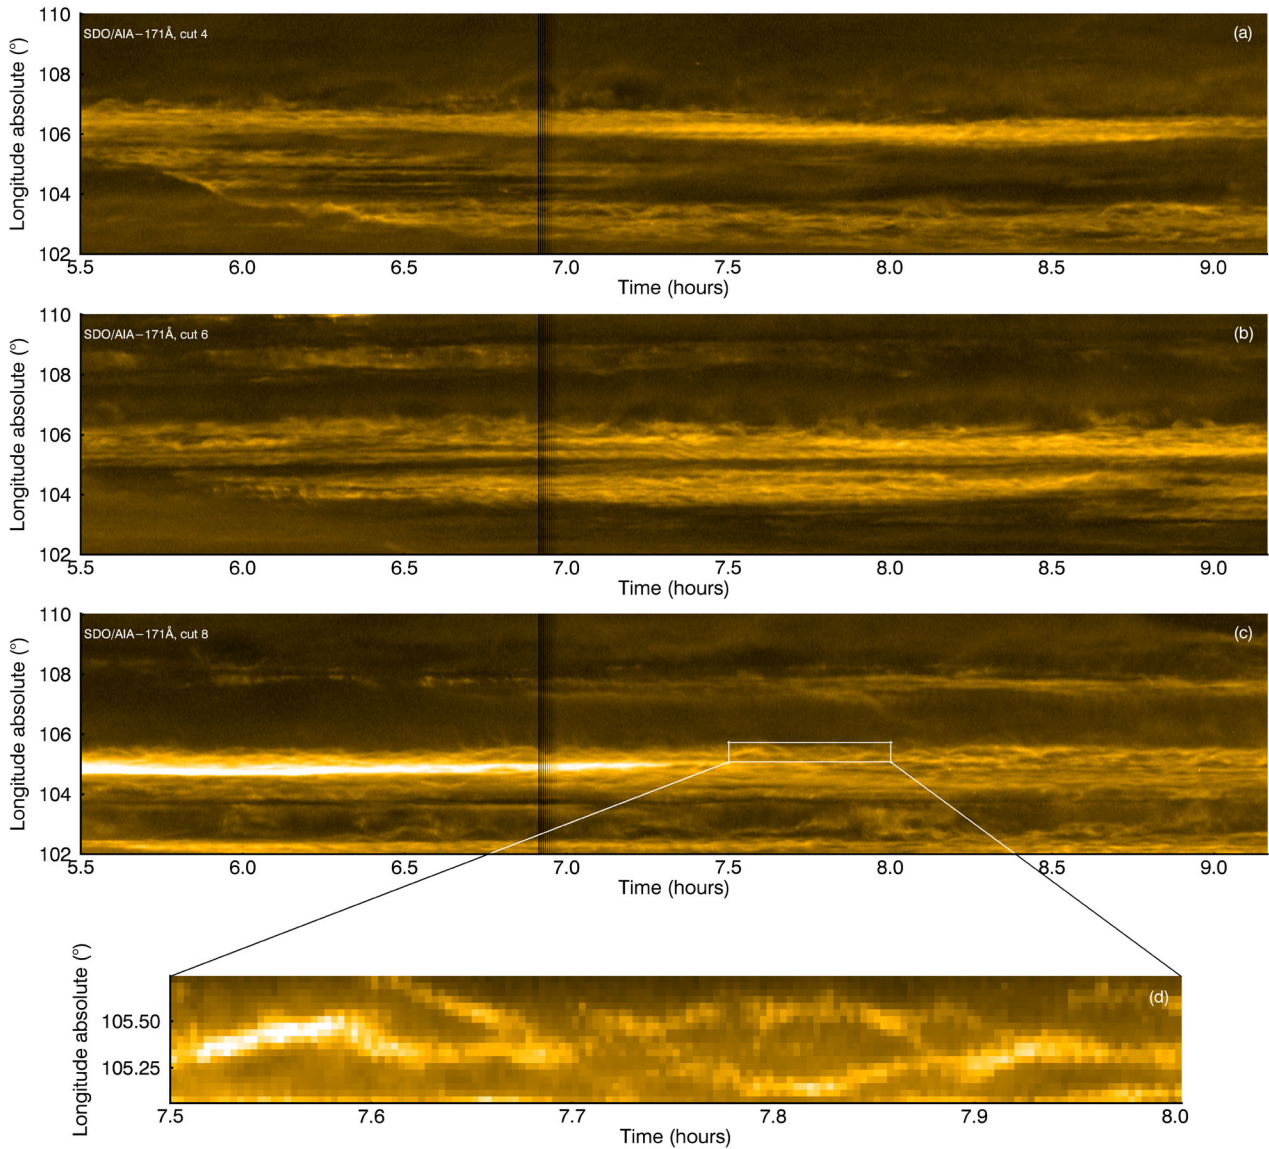 110
SDO/AIA−171Å, cut 4
(a)
108
106
104
102
Longitude absolute (°)
5.5 6.0 6.5 7.0 7.5 8.0 8.5 9.0
Time (hours)
110
SDO/AIA−171Å, cut 6
(b)
108
106
104
102
Longitude absolute (°)
5.5 6.0 6.5 7.0 7.5 8.0 8.5 9.0
Time (hours)
110
SDO/AIA−171Å, cut 8
(c)
108
106
104
102
Longitude absolute (°)
5.5 6.0 6.5 7.0 7.5 8.0 8.5 9.0
Time (hours)
(d)
105.50
105.25
Longitude absolute (°)
7.5 7.6 7.7 7.8 7.9 8.0
Time (hours)